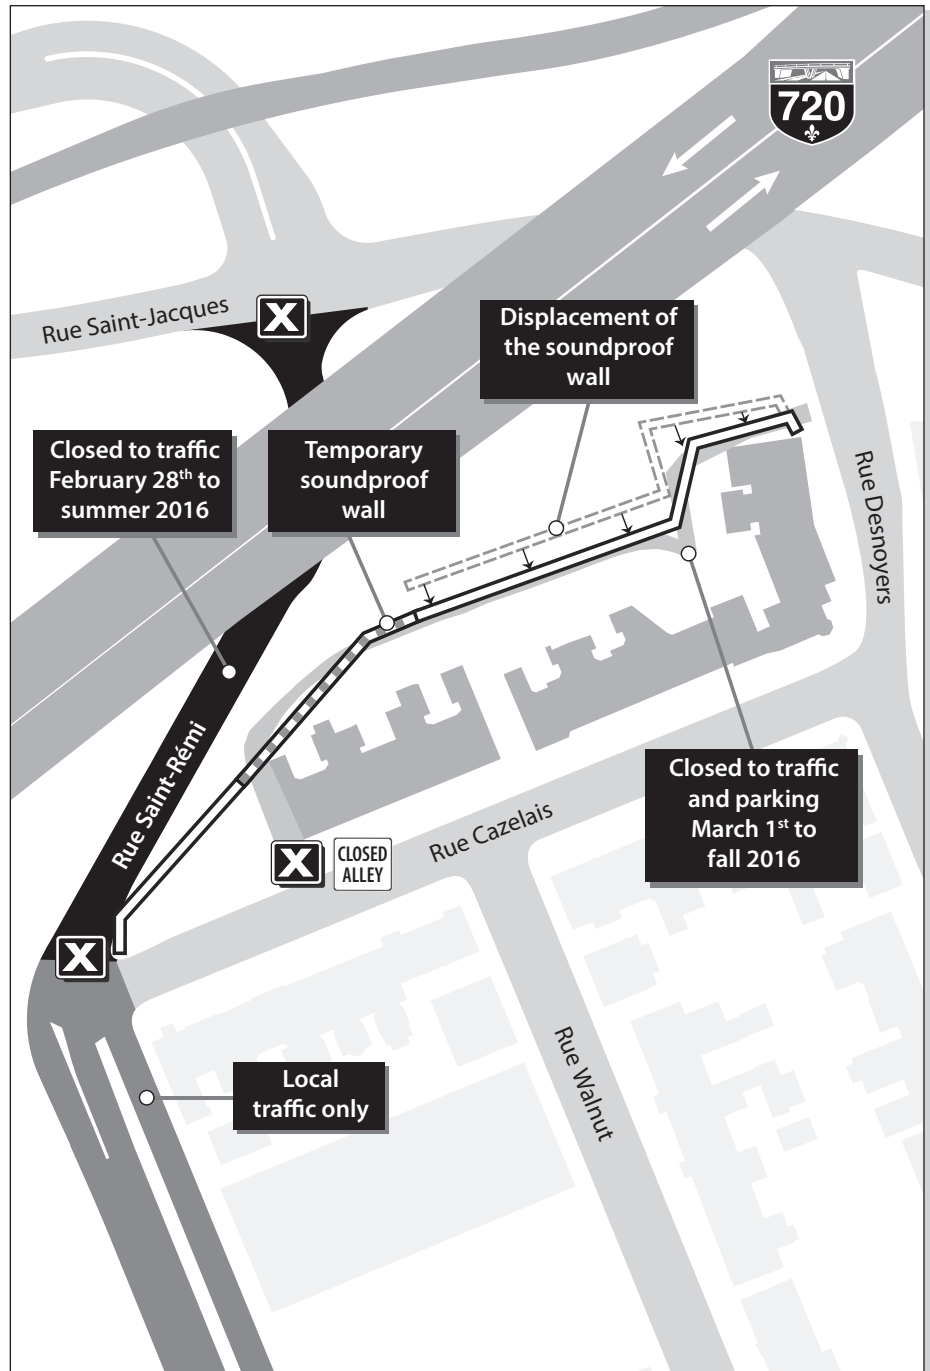 720
Rue Saint-Jacques
X
Displacement of
the soundproof
wall
Closed to traffic
February 28th to
summer 2016
Temporary
soundproof
wall
Rue Desnoyers
Rue Saint-Rémi
Closed to traffic
and parking
March 1st to
fall 2016
Rue Cazelais
X
CLOSED
ALLEY
X
Rue Walnut
Local
traffic only